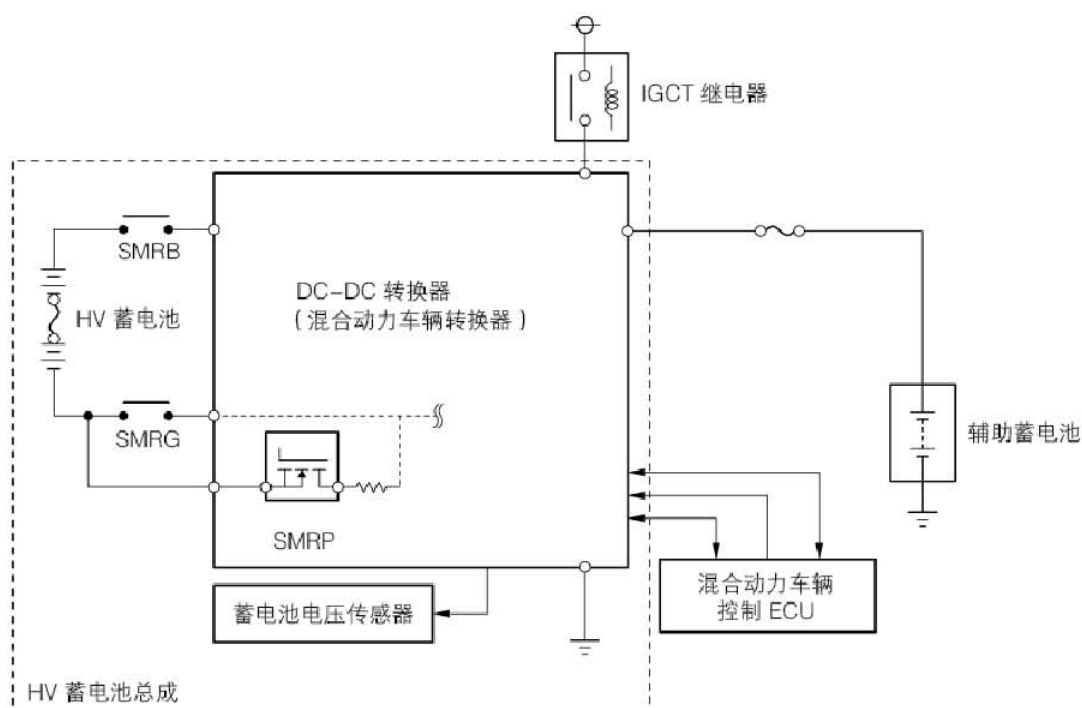 IGCT 继电器
SMRB
DC-DC 转换器
（混合动力车辆转换器）
HV 蓄电池
SMRG
辅助蓄电池
SMRP
混合动力车辆
控制 ECU
蓄电池电压传感器
HV 蓄电池总成